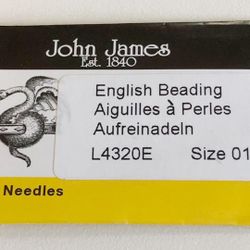 John James
Est. 1840
English Beading
Aiguilles à Perles
Aufreinadeln
L4320E Size 01
Needles